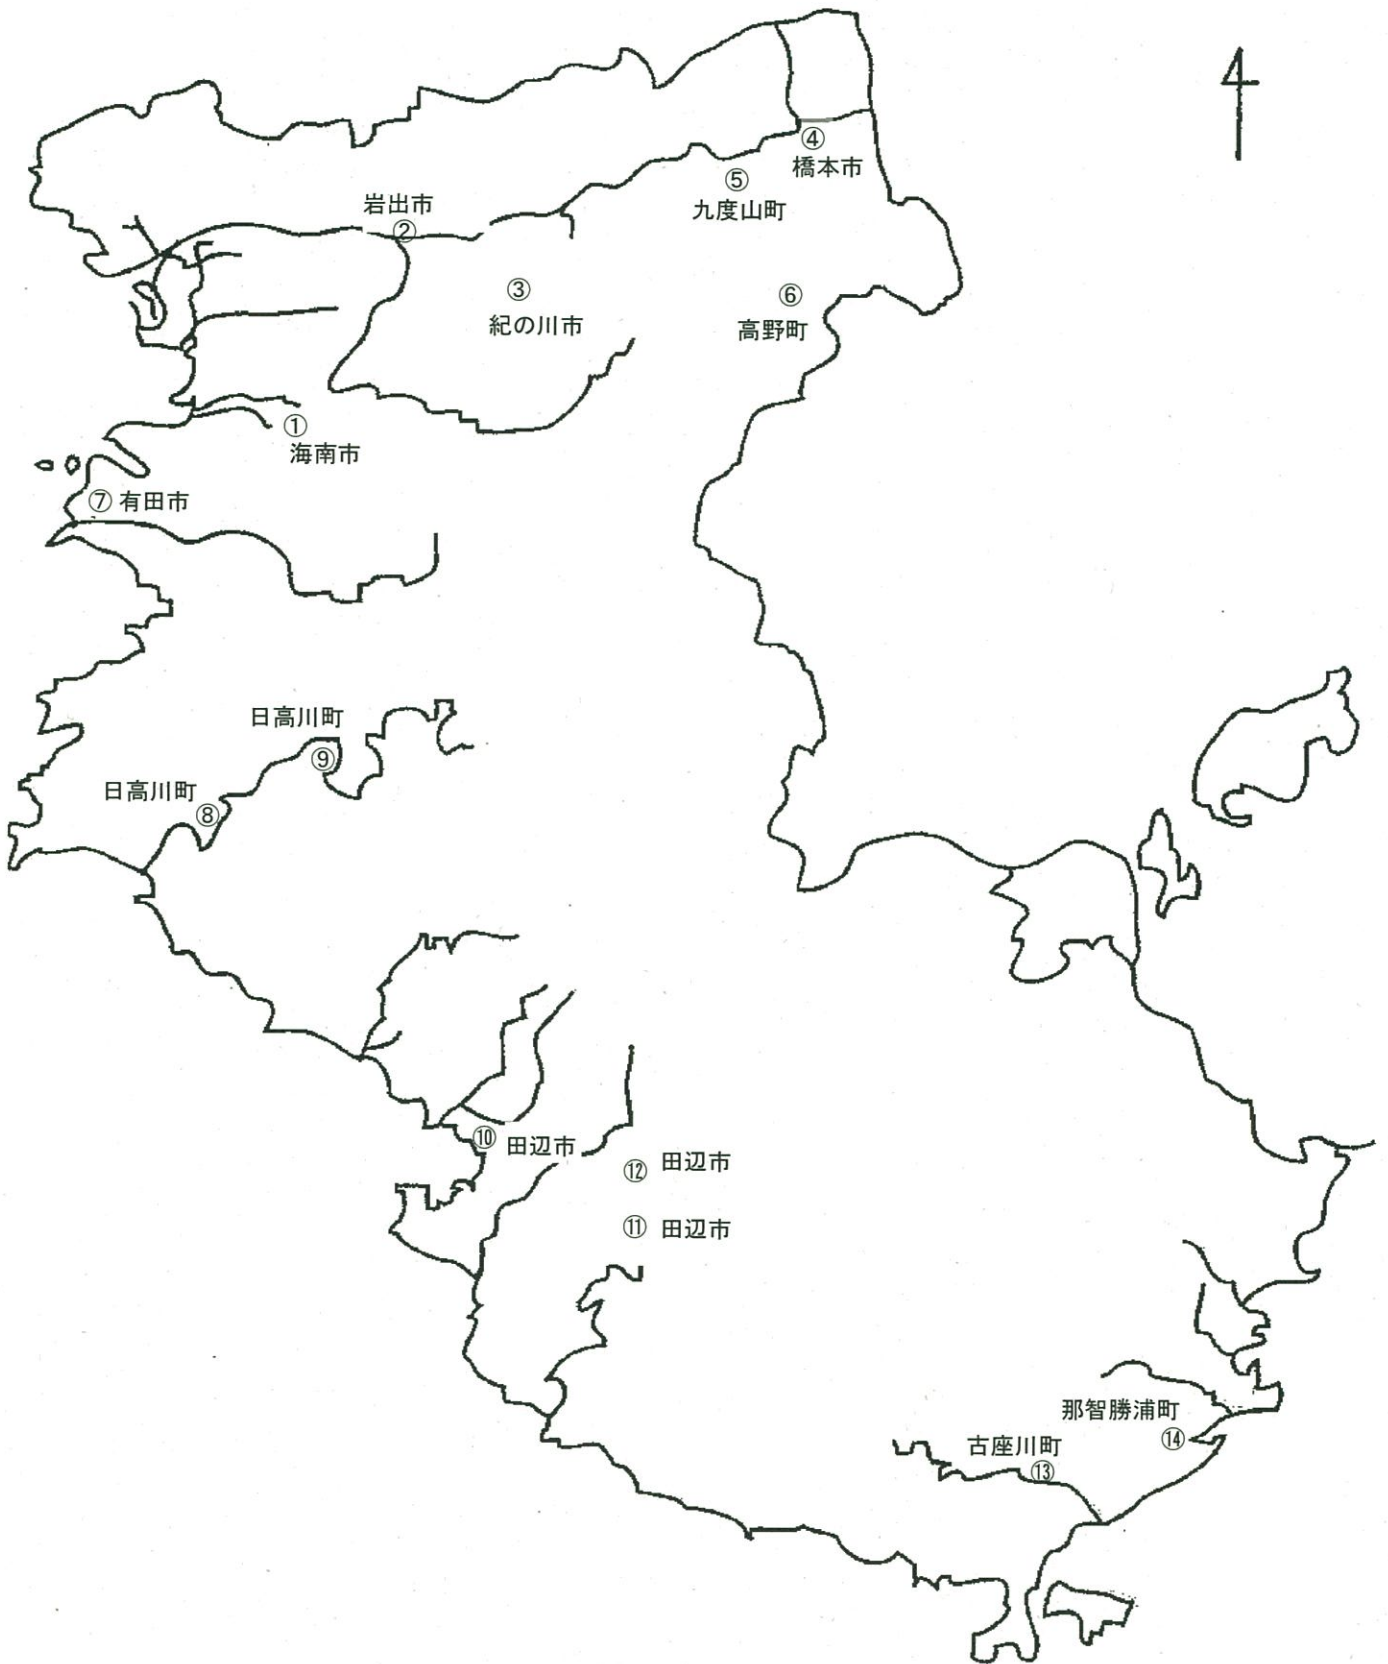 ④
橋本市
⑤
九度山町
岩出市
②
③
紀の川市
⑥
高野町
①
海南市
⑦ 有田市
日高川町
⑨
日高川町
⑧
⑩ 田辺市
⑫ 田辺市
⑪ 田辺市
那智勝浦町
⑭
古座川町
⑬